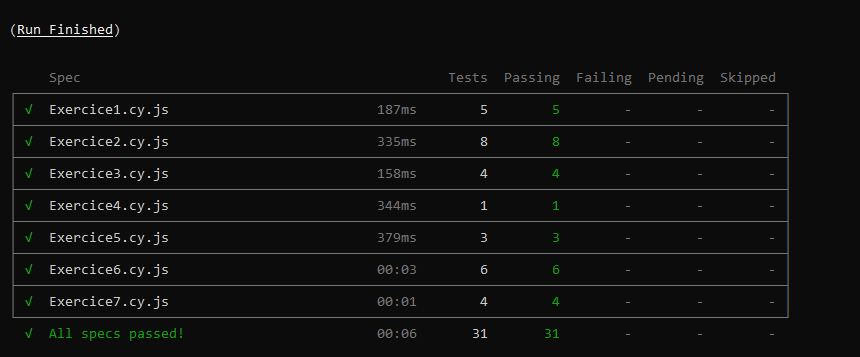 (Run Finished)
Spec Tests Passing Failing Pending Skipped
√ Exercice1.cy.js 187ms 5 5 - - -
√ Exercice2.cy.js 335ms 8 8 - - -
√ Exercice3.cy.js 158ms 4 4 - - -
√ Exercice4.cy.js 344ms 1 1 - - -
√ Exercice5.cy.js 379ms 3 3 - - -
√ Exercice6.cy.js 00:03 6 6 - - -
√ Exercice7.cy.js 00:01 4 4 - - -
√ All specs passed! 00:06 31 31 - - -